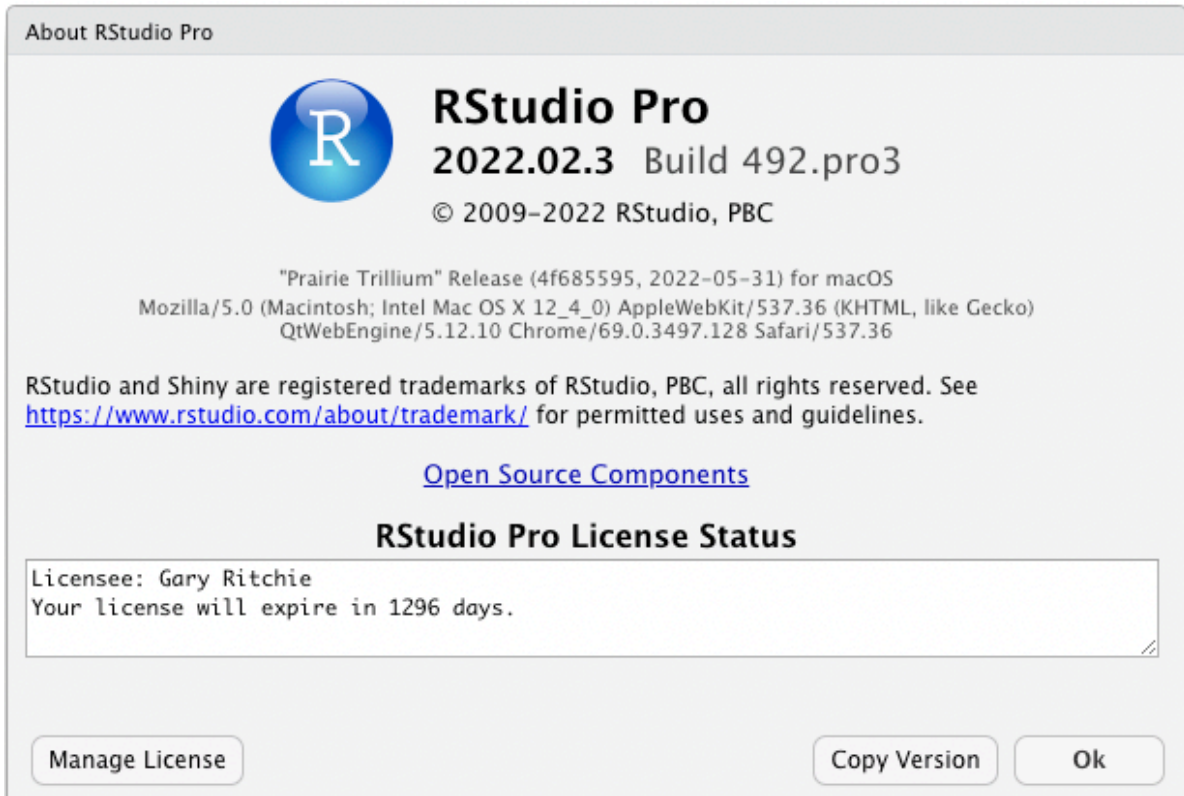 About RStudio Pro
R
RStudio Pro
2022.02.3 Build 492.pro3
© 2009-2022 RStudio, PBC
"Prairie Trillium" Release (4f685595, 2022-05-31) for macOS
Mozilla/5.0 (Macintosh; Intel Mac OS X 12_4_0) AppleWebKit/537.36 (KHTML, like Gecko)
QtWebEngine/5.12.10 Chrome/69.0.3497.128 Safari/537.36
RStudio and Shiny are registered trademarks of RStudio, PBC, all rights reserved. See
https://www.rstudio.com/about/trademark/ for permitted uses and guidelines.
Open Source Components
RStudio Pro License Status
Licensee: Gary Ritchie
Your license will expire in 1296 days.
Manage License
Copy Version
Ok